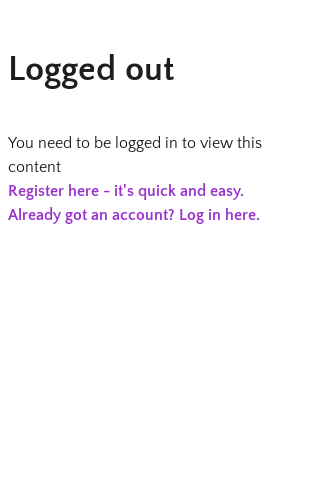 Logged out
You need to be logged in to view this
content
Register here - it's quick and easy.
Already got an account? Log in here.